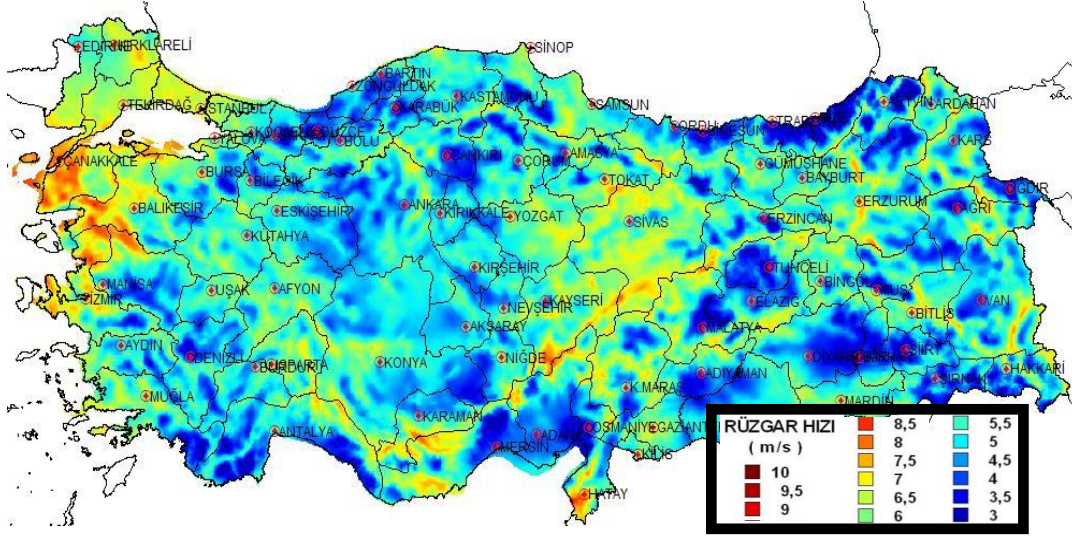 SİNOP
EDİRNE
KIRKLARELİ
BARTIN
ZONGULDAK
KASTAMONU
TEKİRDAĞ
İSTANBUL
KARABÜK
SAMSUN
ARTVİN
ARDAHAN
ORDU
GİRESUN
YALOVA
DÜZCE
BOLU
KARS
ÇANAKKALE
ÇANKIRI
ÇORUM
AMASYA
GÜMÜŞHANE
BURSA
BİLEŞİK
TOKAT
BAYBURT
IĞDIR
BALIKESİR
ESKİSEHİR
ANKARA
KIRIKKALE
YOZGAT
SİVAS
ERZİNCAN
ERZURUM
AĞRI
KÜTAHYA
KIRŞEHİR
TUNCELİ
BİNGÖL
MUŞ
MANİSA
İZMİR
UŞAK
AFYON
NEVŞEHİR
KAYSERİ
ELAZIĞ
VAN
BİTLİS
AKSARAY
MALATYA
AYDIN
DENİZLİ
BURDUR
ISPARTA
KONYA
NİĞDE
SİİRT
MUĞLA
K.MARAŞ
ADIYAMAN
ŞIRNAK
HAKKARİ
MARDİN
KARAMAN
ANTALYA
MERSİN
ADANA
OSMANİYE
GAZİANTEP
KİLİS
HATAY
RÜZGAR HIZI
( m/s )
10
9,5
9
8,5
8
7,5
7
6,5
6
5,5
5
4,5
4
3,5
3